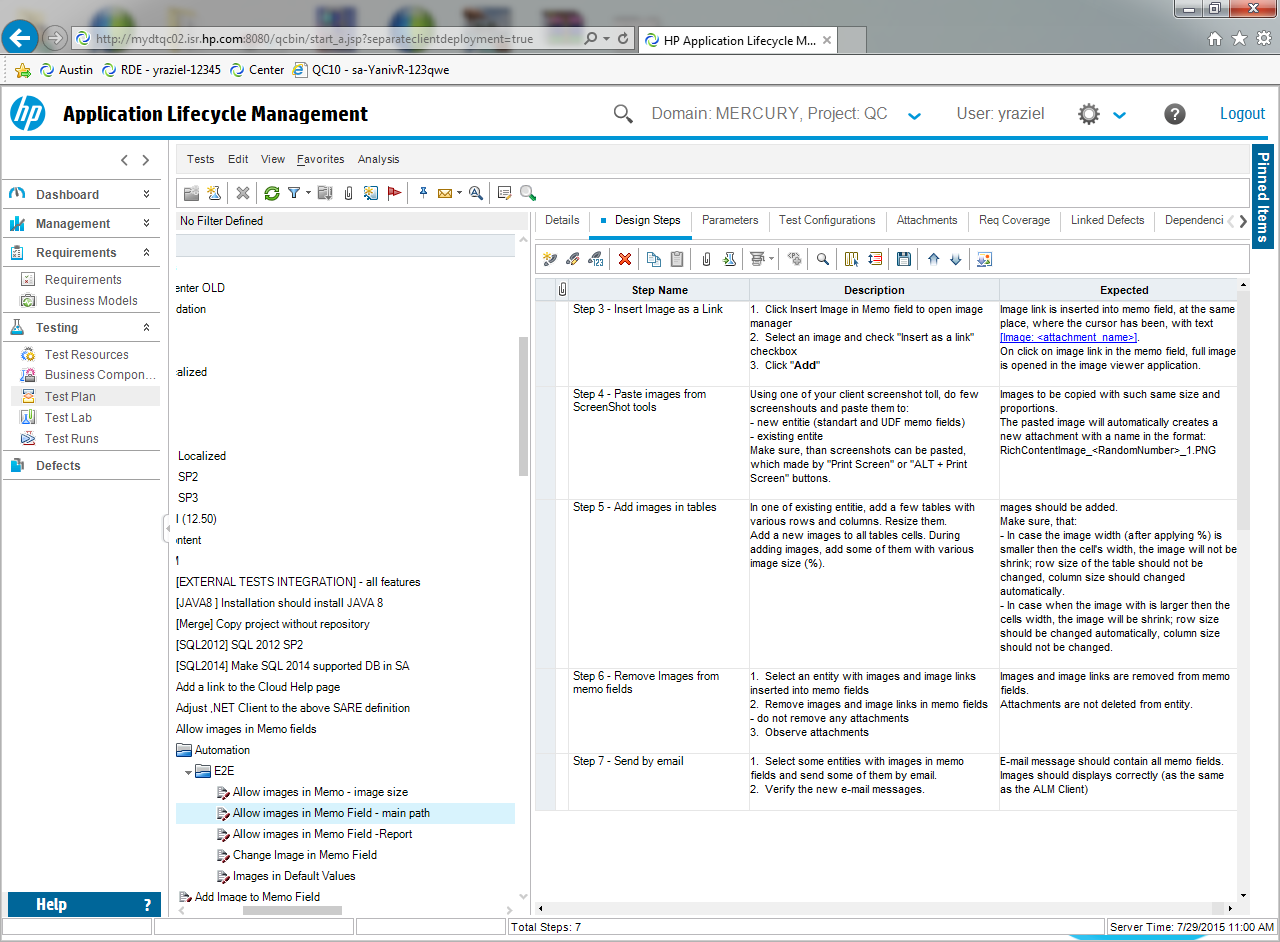 http://mydtqc02.isr.hp.com:8080/qcbin/start_a.jsp?separateclientdeployment=true
HP Application Lifecycle M...
Austin
RDE - yraziel-12345
Center
QC10 - sa-YanivR-123qwe
hp
Application Lifecycle Management
Domain: MERCURY, Project: QC
User: yraziel
Logout
Dashboard
Management
Requirements
Requirements
Business Models
Testing
Test Resources
Business Compon...
Test Plan
Test Lab
Test Runs
Defects
Help ?
Tests Edit View Favorites Analysis
No Filter Defined
enter OLD
dation
alized
Localized
SP2
SP3
l (12.50)
ontent
[EXTERNAL TESTS INTEGRATION] - all features
[JAVA8 ] Installation should install JAVA 8
[Merge] Copy project without repository
[SQL2012] SQL 2012 SP2
[SQL2014] Make SQL 2014 supported DB in SA
Add a link to the Cloud Help page
Adjust .NET Client to the above SARE definition
Allow images in Memo fields
Automation
E2E
Allow images in Memo - image size
Allow images in Memo Field - main path
Allow images in Memo Field -Report
Change Image in Memo Field
Images in Default Values
Add Image to Memo Field
Details Design Steps Parameters Test Configurations Attachments Req Coverage Linked Defects Dependenci
Pinned Items
Step Name Description Expected
Step 3 - Insert Image as a Link
1. Click Insert Image in Memo field to open image
manager
2. Select an image and check "Insert as a link"
checkbox
3. Click "Add"
Image link is inserted into memo field, at the same
place, where the cursor has been, with text
[Image: <attachment_name>].
On click on image link in the memo field, full image
is opened in the image viewer application.
Step 4 - Paste images from
ScreenShot tools
Using one of your client screenshot toll, do few
screenshouts and paste them to:
- new entitie (standart and UDF memo fields)
- existing entite
Make sure, than screenshots can be pasted,
which made by "Print Screen" or "ALT + Print
Screen" buttons.
Images to be copied with such same size and
proportions.
The pasted image will automatically creates a
new attachment with a name in the format:
RichContentImage_<RandomNumber>_1.PNG
Step 5 - Add images in tables
In one of existing entitie, add a few tables with
various rows and columns. Resize them.
Add a new images to all tables cells. During
adding images, add some of them with various
image size (%).
mages should be added.
Make sure, that:
- In case the image width (after applying %) is
smaller then the cell's width, the image will not be
shrink; row size of the table should not be
changed, column size should changed
automatically.
- In case when the image with is larger then the
cells width, the image will be shrink; row size
should be changed automatically, column size
should not be changed.
Step 6 - Remove Images from
memo fields
1. Select an entity with images and image links
inserted into memo fields
2. Remove images and image links in memo fields
- do not remove any attachments
3. Observe attachments
Images and image links are removed from memo
fields.
Attachments are not deleted from entity.
Step 7 - Send by email
1. Select some entities with images in memo
fields and send some of them by email.
2. Verify the new e-mail messages.
E-mail message should contain all memo fields.
Images should displays correctly (as the same
as the ALM Client)
Total Steps: 7
Server Time: 7/29/2015 11:00 AM